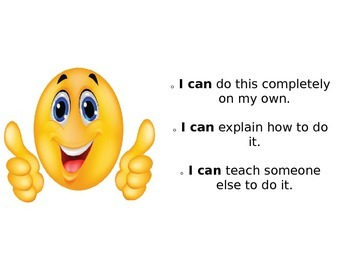 ○ I can do this completely
on my own.
○ I can explain how to do
it.
○ I can teach someone
else to do it.